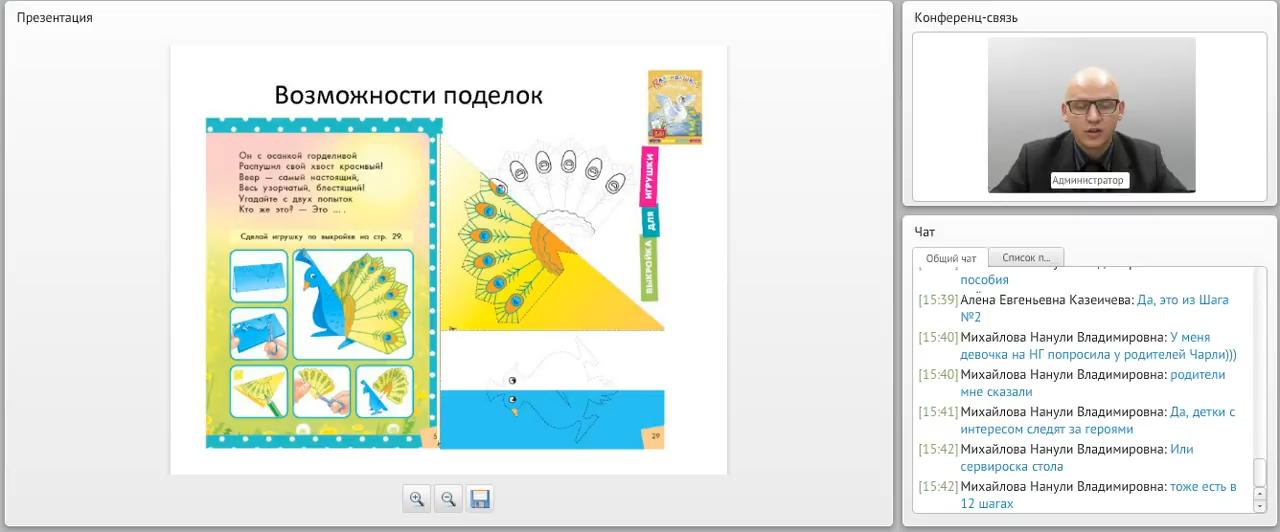 Презентация
Возможности поделок
Он с осанкой горделивой
Распушил свой хвост красивый!
Веер — самый настоящий,
Весь узорчатый, блестящий!
Угадайте с двух попыток
Кто же это? — Это ... .
Сделай игрушку по выкройке на стр. 29.
5
ВЫКРОЙКА ДЛЯ ИГРУШКИ
29
Конференц-связь
Администратор
Чат
Общий чат
Список п...
пособия
[15:39] Алёна Евгеньевна Казеичева: Да, это из Шага
№2
[15:40] Михайлова Нанули Владимировна: У меня
девочка на НГ попросила у родителей Чарли)))
[15:40] Михайлова Нанули Владимировна: родители
мне сказали
[15:41] Михайлова Нанули Владимировна: Да, детки с
интересом следят за героями
[15:42] Михайлова Нанули Владимировна: Или
сервироска стола
[15:42] Михайлова Нанули Владимировна: тоже есть в
12 шагах